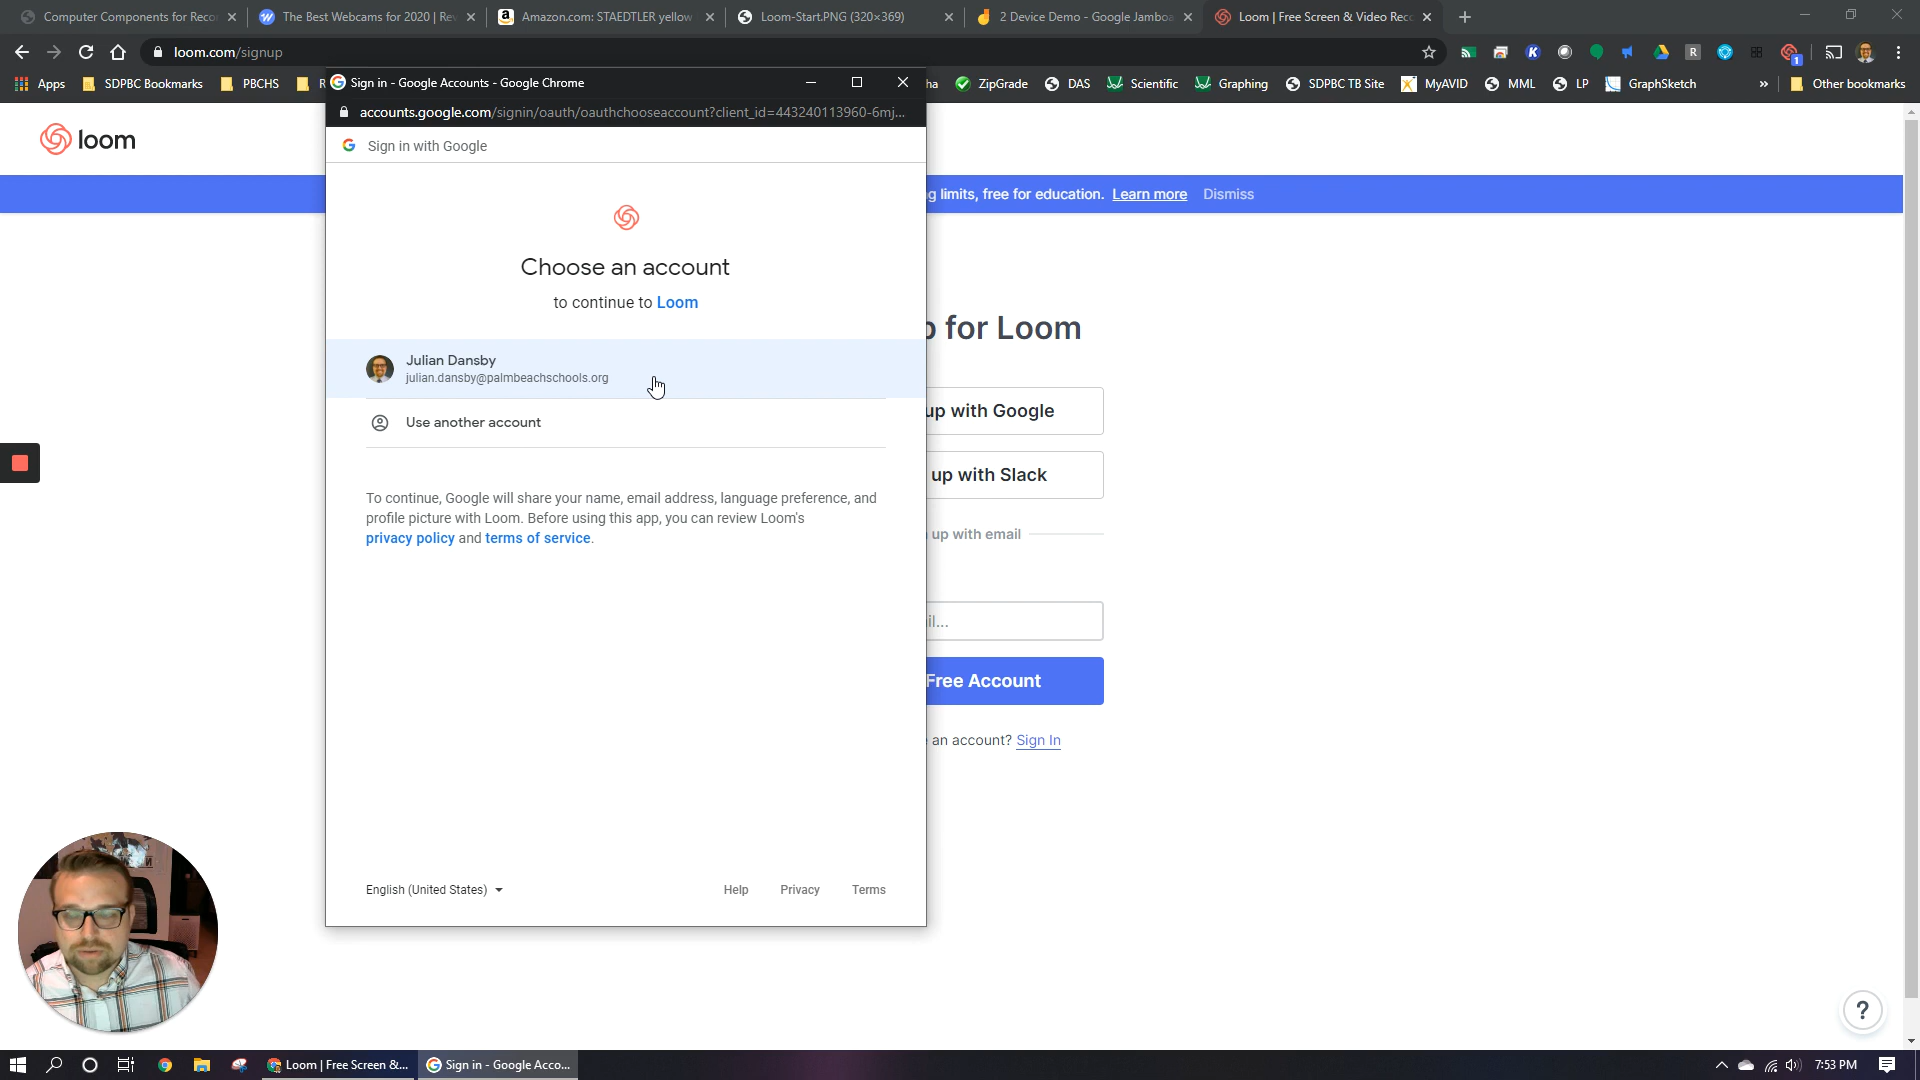 Computer Components for Reco
The Best Webcams for 2020 | Re
Amazon.com: STAEDTLER yellow
Loom-Start.PNG (320×369)
2 Device Demo - Google Jamboa
Loom | Free Screen & Video Rec
loom.com/signup
Apps
SDPBC Bookmarks
PBCHS
ZipGrade
DAS
Scientific
Graphing
SDPBC TB Site
MyAVID
MML
LP
GraphSketch
»
Other bookmarks
Sign in - Google Accounts - Google Chrome
accounts.google.com/signin/oauth/oauthchooseaccount?client_id=443240113960-6mj...
loom
Sign in with Google
g limits, free for education. Learn more Dismiss
Choose an account
to continue to Loom
Julian Dansby
julian.dansby@palmbeachschools.org
Use another account
To continue, Google will share your name, email address, language preference, and
profile picture with Loom. Before using this app, you can review Loom's
privacy policy and terms of service.
English (United States)
Help
Privacy
Terms
for Loom
up with Google
up with Slack
up with email
il...
Free Account
an account? Sign In
?
Loom | Free Screen &...
Sign in - Google Acco...
7:53 PM